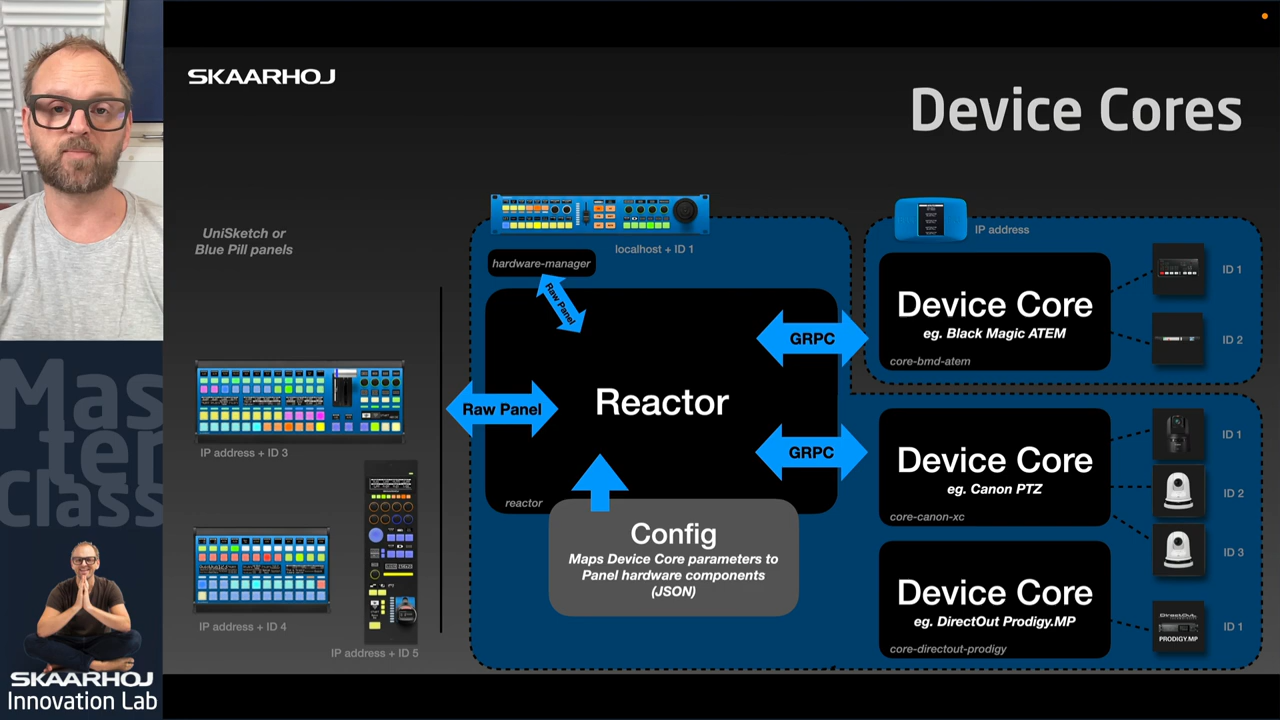 SKAARHOJ
Device Cores
UniSketch or
Blue Pill panels
localhost + ID 1
IP address
hardware-manager
Raw Panel
Device Core
eg. Black Magic ATEM
core-bmd-atem
ID 1
ID 2
GRPC
Raw Panel
Reactor
reactor
GRPC
IP address + ID 3
Device Core
eg. Canon PTZ
core-canon-xc
ID 1
ID 2
ID 3
Config
Maps Device Core parameters to
Panel hardware components
(JSON)
Device Core
eg. DirectOut Prodigy.MP
core-directout-prodigy
PRODIGY.MP
ID 1
IP address + ID 4
IP address + ID 5
Mas
ter
Class
SKAARHOJ
Innovation Lab